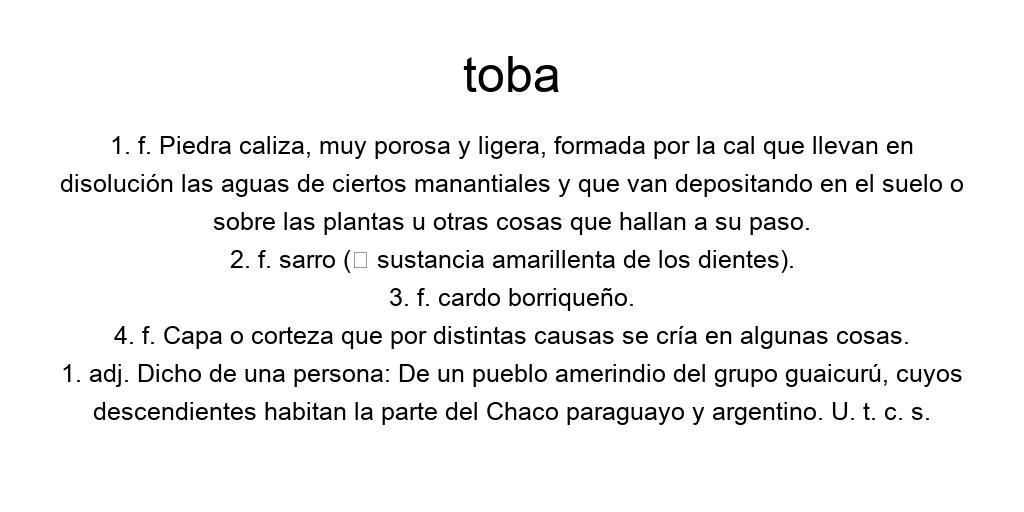 toba
1. f. Piedra caliza, muy porosa y ligera, formada por la cal que llevan en
disolución las aguas de ciertos manantiales y que van depositando en el suelo o
sobre las plantas u otras cosas que hallan a su paso.
2. f. sarro (□ sustancia amarillenta de los dientes).
3. f. cardo borriqueño.
4. f. Capa o corteza que por distintas causas se cría en algunas cosas.
1. adj. Dicho de una persona: De un pueblo amerindio del grupo guaicurú, cuyos
descendientes habitan la parte del Chaco paraguayo y argentino. U. t. c. s.